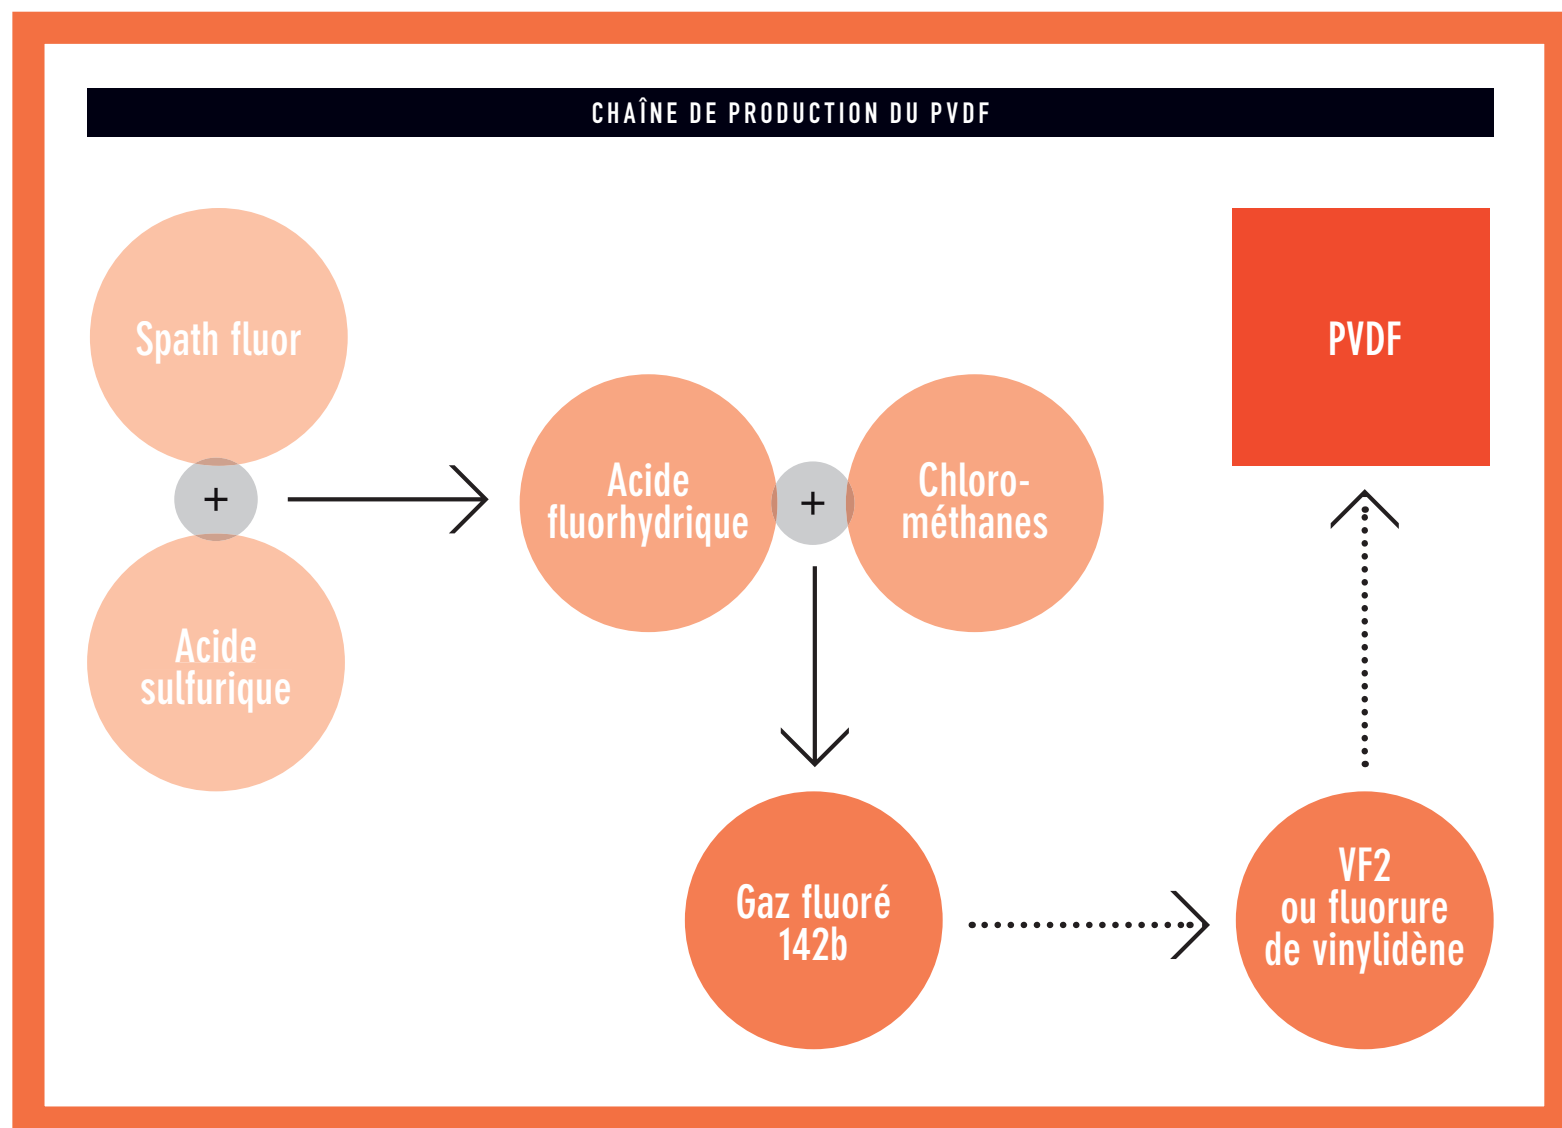 CHAÎNE DE PRODUCTION DU PVDF
Spath fluor
+
Acide
sulfurique
Acide
fluorhydrique
+
Chloro-
méthanes
Gaz fluoré
142b
VF2
ou fluorure
de vinylidène
PVDF